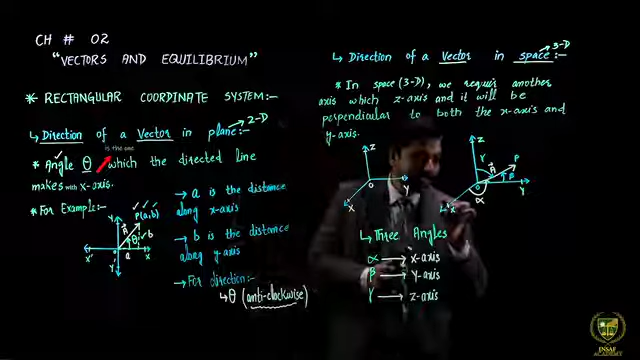 CH # 02
"VECTORS AND EQUILIBRIUM"
* RECTANGULAR COORDINATE SYSTEM:-
↳ Direction of a Vector in plane:- 2-D
is the one
* Angle θ which the directed line
makes with X-axis.
* For Example:-
Y
P(a,b)
A
θ
b
X'
O
a
X
Y'
→ a is the distance
along x-axis
→ b is the distance
along y-axis
→ For direction:-
↳ θ (anti-clockwise)
↳ Direction of a Vector in space:- 3-D
* In space (3-D), we require another
axis which z-axis and it will be
perpendicular to both the x-axis and
y-axis.
Z
O
Y
X
Z
P
γ
A
β
O
Y
α
X
↳ Three Angles
α → X-axis
β → Y-axis
γ → Z-axis
INSAF
ACADEMY